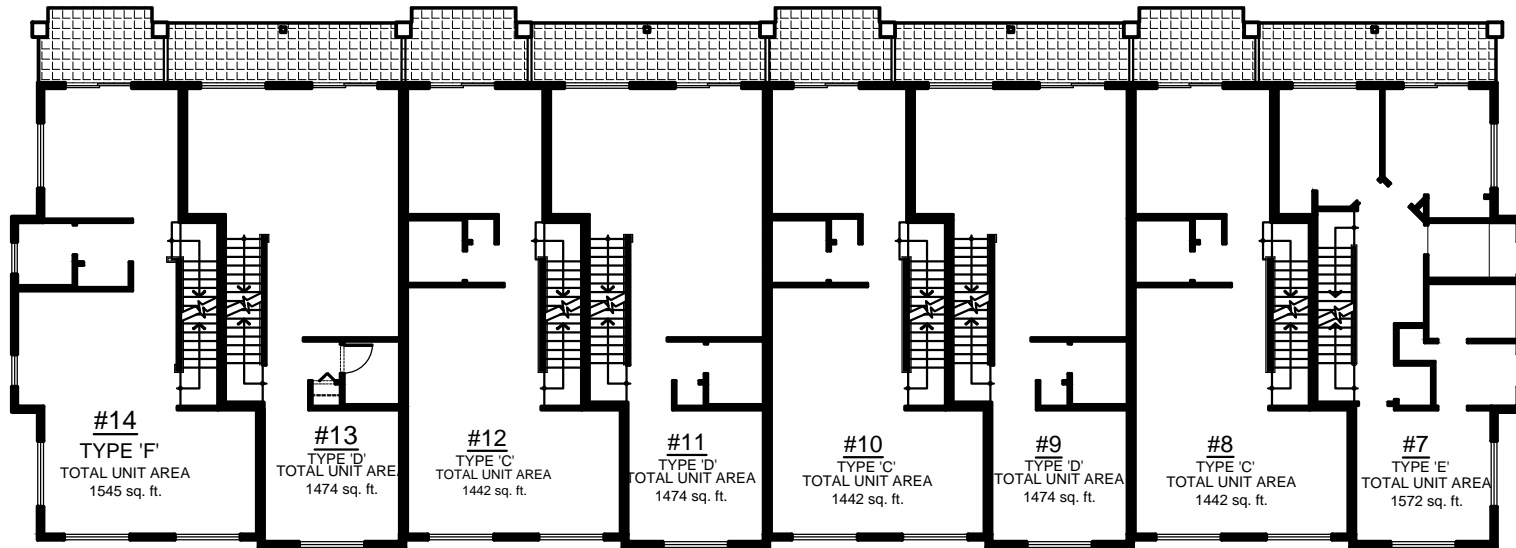 #14
TYPE 'F'
TOTAL UNIT AREA
1545 sq. ft.
#13
TYPE 'D'
TOTAL UNIT AREA
1474 sq. ft.
#12
TYPE 'C'
TOTAL UNIT AREA
1442 sq. ft.
#11
TYPE 'D'
TOTAL UNIT AREA
1474 sq. ft.
#10
TYPE 'C'
TOTAL UNIT AREA
1442 sq. ft.
#9
TYPE 'D'
TOTAL UNIT AREA
1474 sq. ft.
#8
TYPE 'C'
TOTAL UNIT AREA
1442 sq. ft.
#7
TYPE 'E'
TOTAL UNIT AREA
1572 sq. ft.